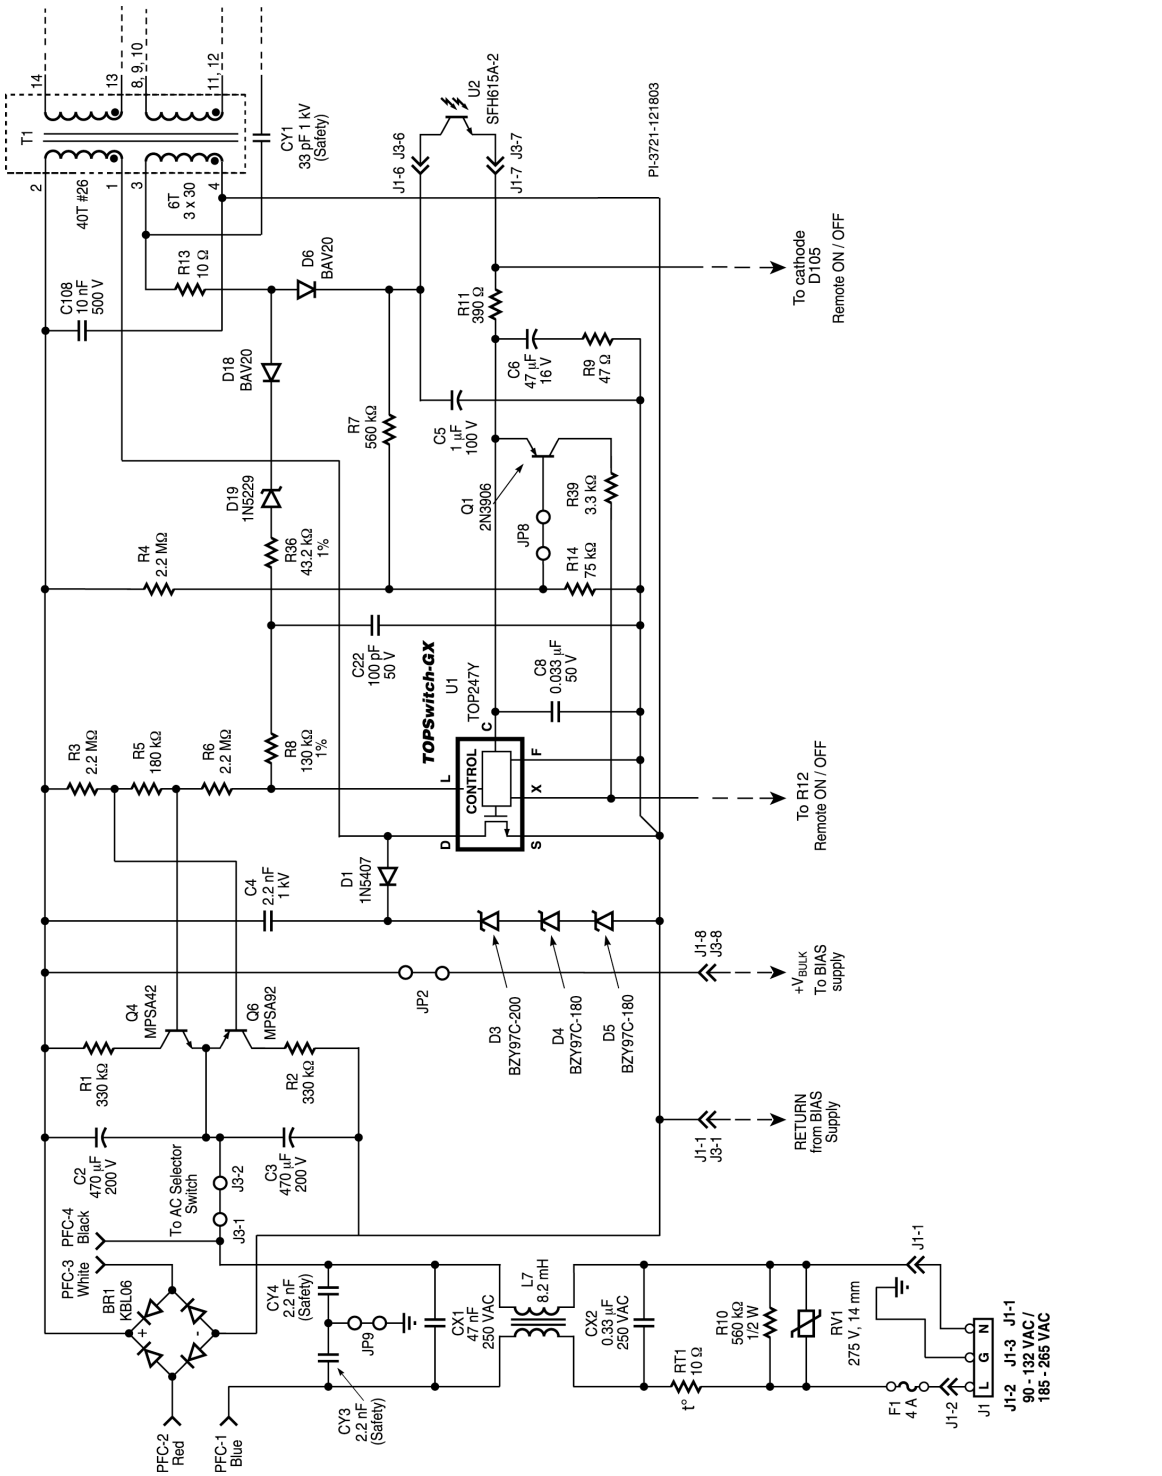 14
13
8, 9, 10
11, 12
T1
2
40T #26
1
3
6T
3 x 30
4
CY1
33 pF 1 kV
(Safety)
U2
SFH615A-2
J1-6 J3-6
J1-7 J3-7
PI-3721-121803
C108
10 nF
500 V
R13
10 Ω
D6
BAV20
R11
390 Ω
To cathode
D105
Remote ON / OFF
D18
BAV20
R7
560 kΩ
C5
1 µF
100 V
C6
47 µF
16 V
R9
47 Ω
D19
1N5229
Q1
2N3906
JP8
R39
3.3 kΩ
R4
2.2 MΩ
R36
43.2 kΩ
1%
R14
75 kΩ
C22
100 pF
50 V
TOPSwitch-GX
U1
TOP247Y
C8
0.033 µF
50 V
R3
2.2 MΩ
R5
180 kΩ
R6
2.2 MΩ
R8
130 kΩ
1%
L
CONTROL
C
D
S
X
F
To R12
Remote ON / OFF
C4
2.2 nF
1 kV
D1
1N5407
Q4
MPSA42
Q6
MPSA92
JP2
D3
BZY97C-200
D4
BZY97C-180
D5
BZY97C-180
J1-8
J3-8
+VBULK
To BIAS
supply
R1
330 kΩ
R2
330 kΩ
C2
470 µF
200 V
To AC Selector
Switch
J3-2
J3-1
C3
470 µF
200 V
J1-1
J3-1
RETURN
from BIAS
Supply
PFC-4
Black
PFC-3
White
BR1
KBL06
+
-
PFC-2
Red
PFC-1
Blue
CY4
2.2 nF
(Safety)
JP9
CY3
2.2 nF
(Safety)
CX1
47 nF
250 VAC
L7
8.2 mH
CX2
0.33 µF
250 VAC
RT1
10 Ω
t°
R10
560 kΩ
1/2 W
RV1
275 V, 14 mm
F1
4 A
J1-1
J1-2
L G N
J1
J1-2 J1-3 J1-1
90 - 132 VAC /
185 - 265 VAC